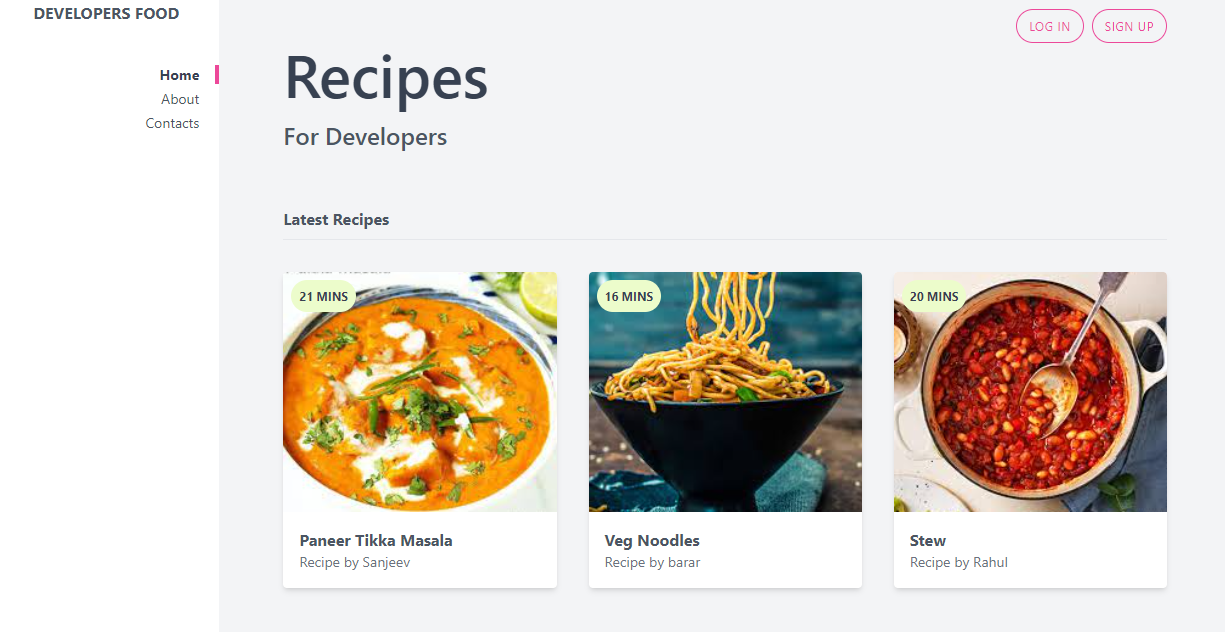 DEVELOPERS FOOD
LOG IN
SIGN UP
Home
About
Contacts
Recipes
For Developers
Latest Recipes
21 MINS
16 MINS
20 MINS
Paneer Tikka Masala
Recipe by Sanjeev
Veg Noodles
Recipe by barar
Stew
Recipe by Rahul